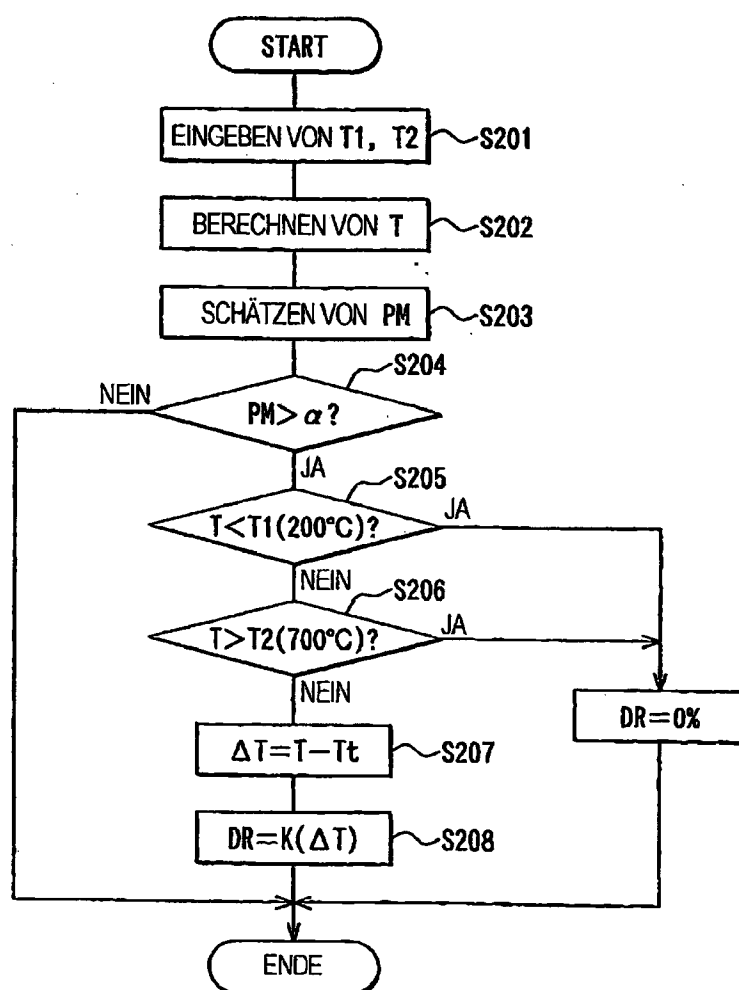 START
EINGEBEN VON T1, T2
S201
BERECHNEN VON T
S202
SCHÄTZEN VON PM
S203
S204
NEIN
PM> α?
JA
S205
T<T1(200°C)?
JA
NEIN
S206
T>T2(700°C)?
JA
NEIN
DR=0%
ΔT=T-Tt
S207
DR=K(ΔT)
S208
ENDE